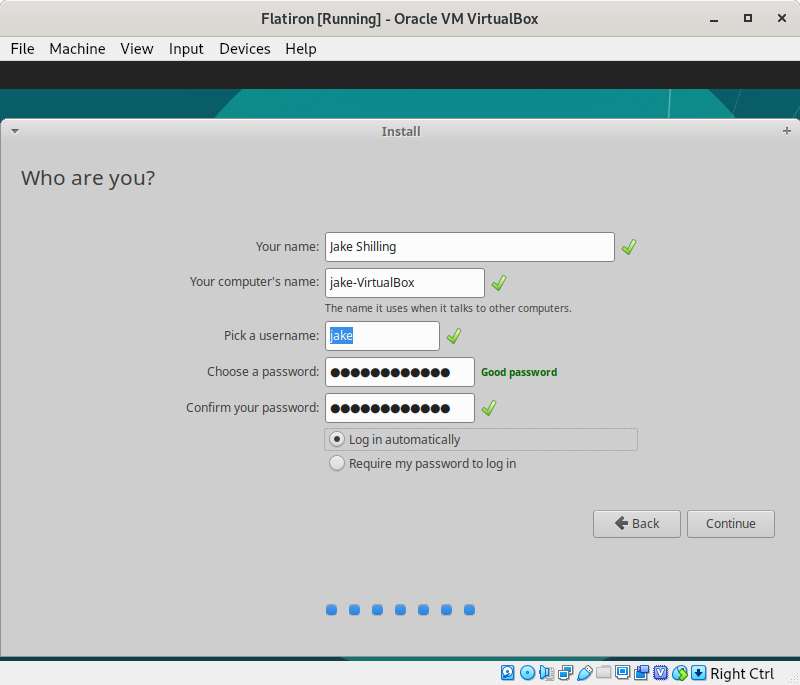 Flatiron [Running] - Oracle VM VirtualBox
File Machine View Input Devices Help
Install
Who are you?
Your name: Jake Shilling
Your computer's name: jake-VirtualBox
The name it uses when it talks to other computers.
Pick a username: jake
Choose a password: ●●●●●●●●●●●● Good password
Confirm your password: ●●●●●●●●●●●●
Log in automatically
Require my password to log in
Back Continue
Right Ctrl